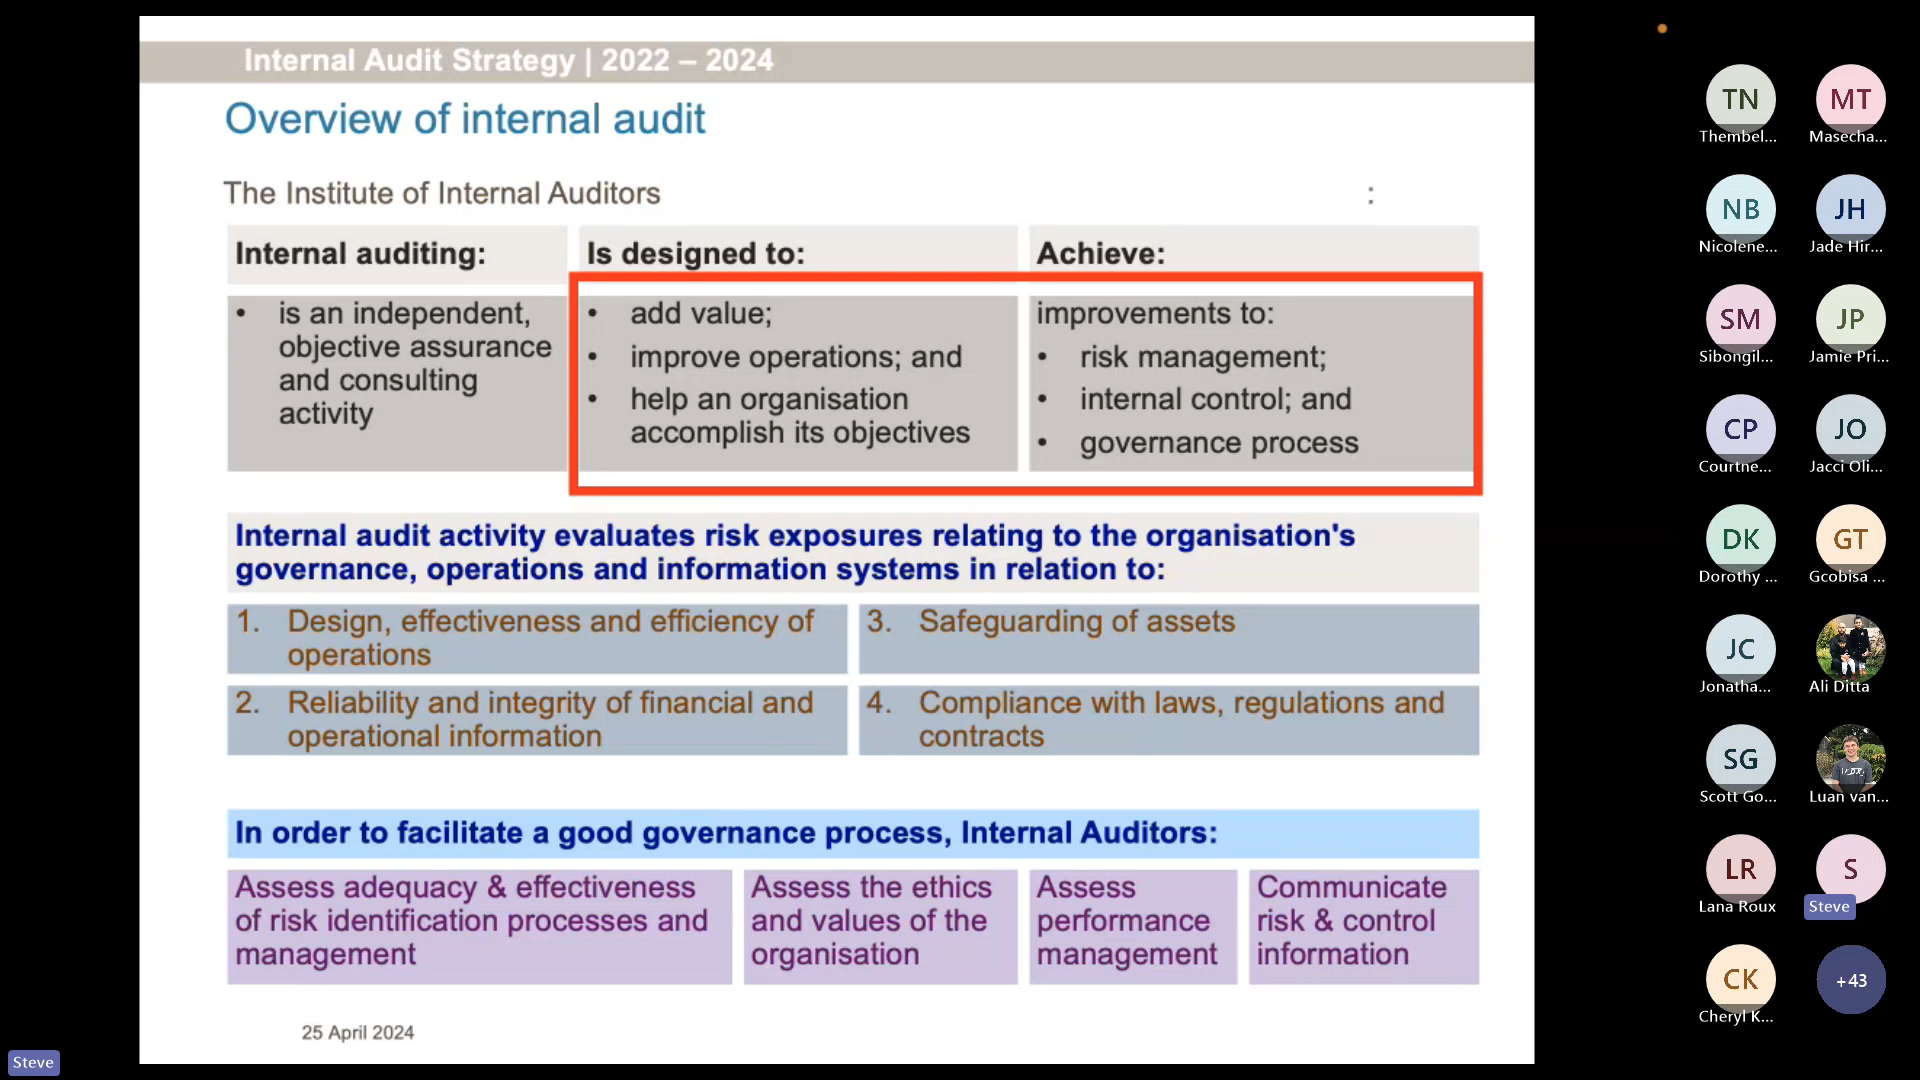 Internal Audit Strategy | 2022 – 2024
Overview of internal audit
The Institute of Internal Auditors :
Internal auditing:
• is an independent,
objective assurance
and consulting
activity
Is designed to:
• add value;
• improve operations; and
• help an organisation
accomplish its objectives
Achieve:
improvements to:
• risk management;
• internal control; and
• governance process
Internal audit activity evaluates risk exposures relating to the organisation's
governance, operations and information systems in relation to:
1. Design, effectiveness and efficiency of
operations
2. Reliability and integrity of financial and
operational information
3. Safeguarding of assets
4. Compliance with laws, regulations and
contracts
In order to facilitate a good governance process, Internal Auditors:
Assess adequacy & effectiveness
of risk identification processes and
management
Assess the ethics
and values of the
organisation
Assess
performance
management
Communicate
risk & control
information
25 April 2024
Steve
TN
Thembel...
MT
Masecha...
NB
Nicolene...
JH
Jade Hir...
SM
Sibongil...
JP
Jamie Pri...
CP
Courtne...
JO
Jacci Oli...
DK
Dorothy ...
GT
Gcobisa ...
JC
Jonatha...
Ali Ditta
SG
Scott Go...
Luan van...
LR
Lana Roux
S
Steve
CK
Cheryl K...
+43